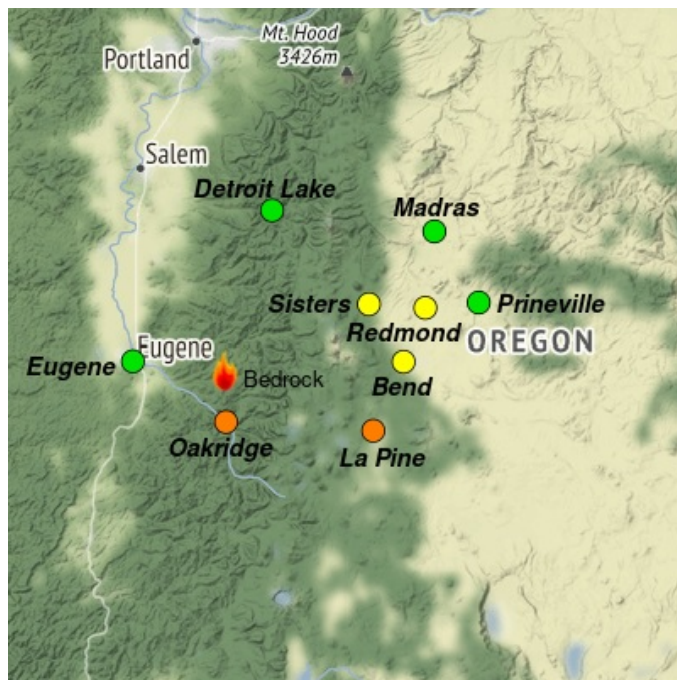 Mt. Hood
3426m
Portland
Salem
Detroit Lake
Madras
Sisters
Prineville
Redmond
OREGON
Eugene
Eugene
Bedrock
Bend
Oakridge
La Pine